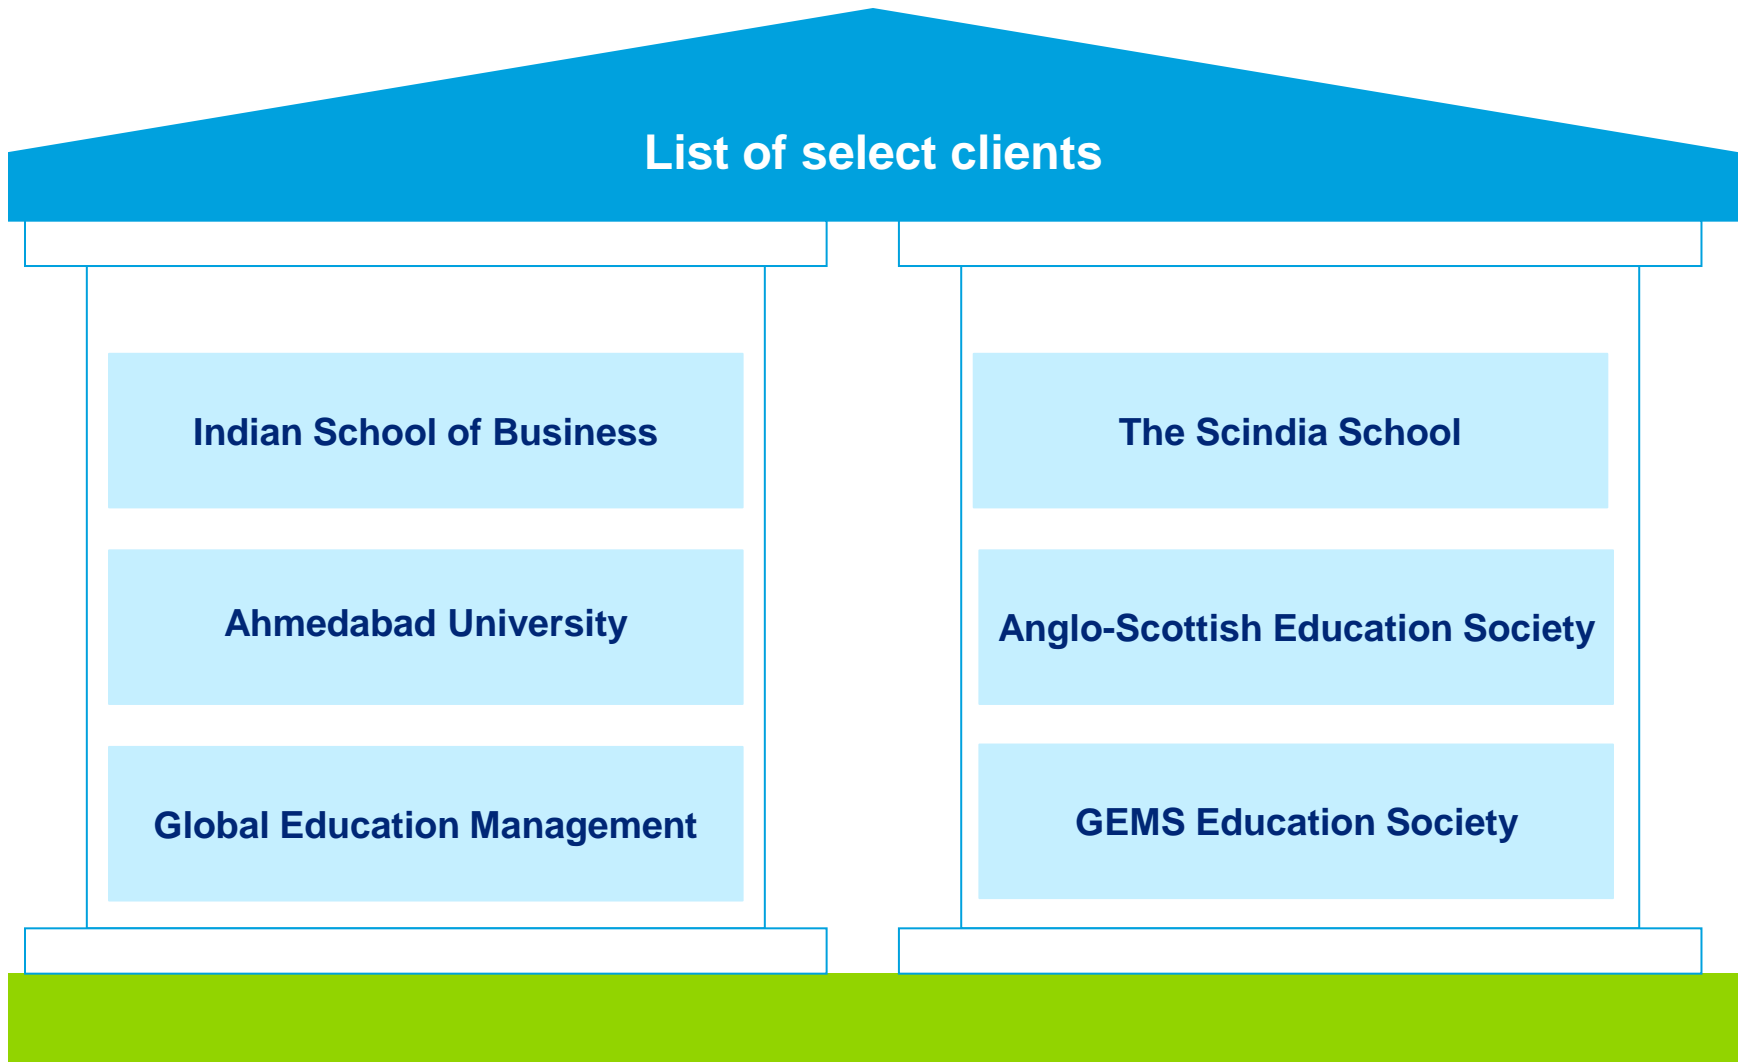 List of select clients
Indian School of Business
Ahmedabad University
Global Education Management
The Scindia School
Anglo-Scottish Education Society
GEMS Education Society